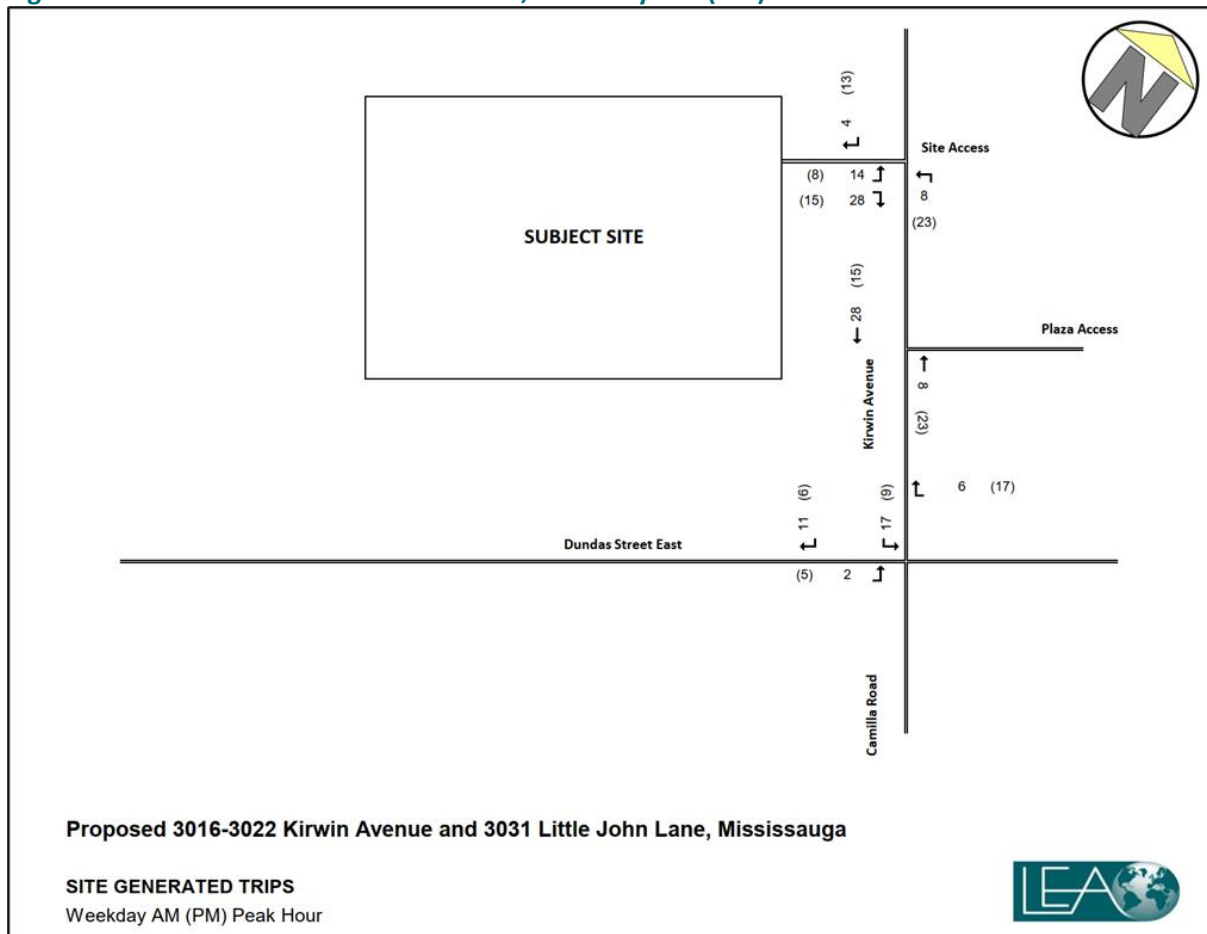 N
(13)
4
Site Access
(8) 14
8
(15) 28
(23)
SUBJECT SITE
(15)
28
Plaza Access
Kirwin Avenue
8
(23)
(6)
(9)
6 (17)
11
17
Dundas Street East
(5) 2
Camilla Road
Proposed 3016-3022 Kirwin Avenue and 3031 Little John Lane, Mississauga
SITE GENERATED TRIPS
Weekday AM (PM) Peak Hour
LEA